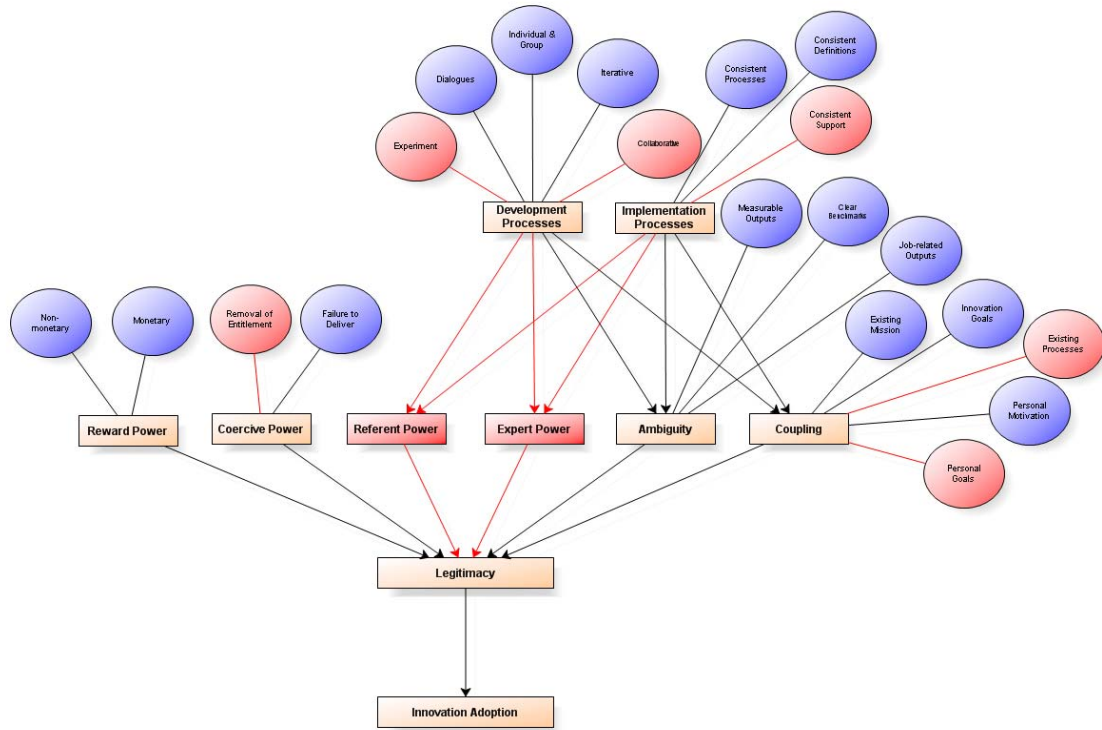 Individual &
Group
Consistent
Definitions
Dialogues
Iterative
Consistent
Processes
Consistent
Support
Experiment
Collaborative
Development
Processes
Implementation
Processes
Measurable
Outputs
Clear
Benchmarks
Job-related
Outputs
Non-
monetary
Monetary
Removal of
Entitlement
Failure to
Deliver
Existing
Mission
Innovation
Goals
Existing
Processes
Personal
Motivation
Personal
Goals
Reward Power
Coercive Power
Referent Power
Expert Power
Ambiguity
Coupling
Legitimacy
Innovation Adoption